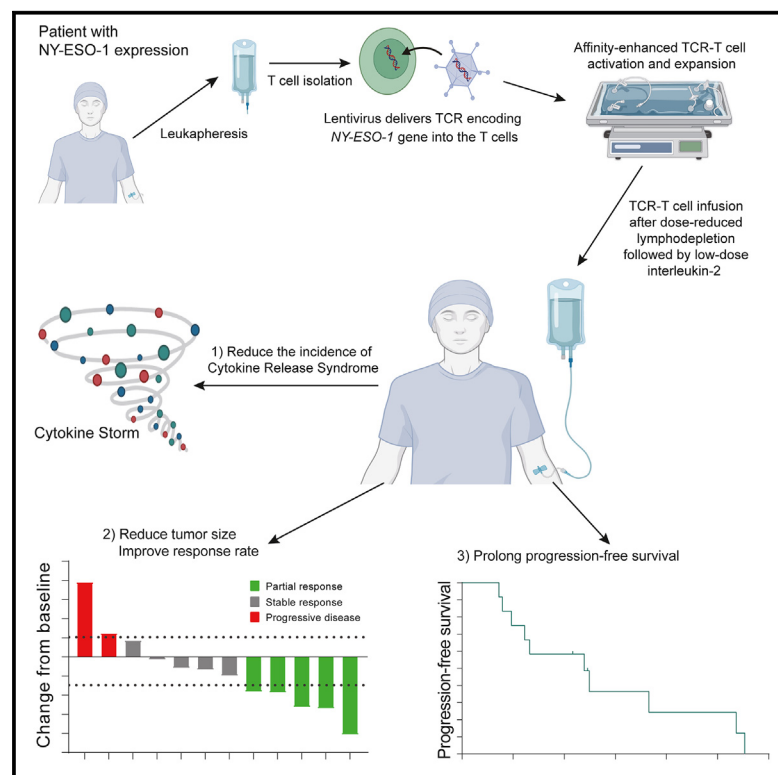 Patient with
NY-ESO-1 expression
Leukapheresis
T cell isolation
Lentivirus delivers TCR encoding
NY-ESO-1 gene into the T cells
Affinity-enhanced TCR-T cell
activation and expansion
TCR-T cell infusion
after dose-reduced
lymphodepletion
followed by low-dose
interleukin-2
1) Reduce the incidence of
Cytokine Release Syndrome
Cytokine Storm
2) Reduce tumor size
Improve response rate
Change from baseline
Partial response
Stable response
Progressive disease
3) Prolong progression-free survival
Progression-free survival